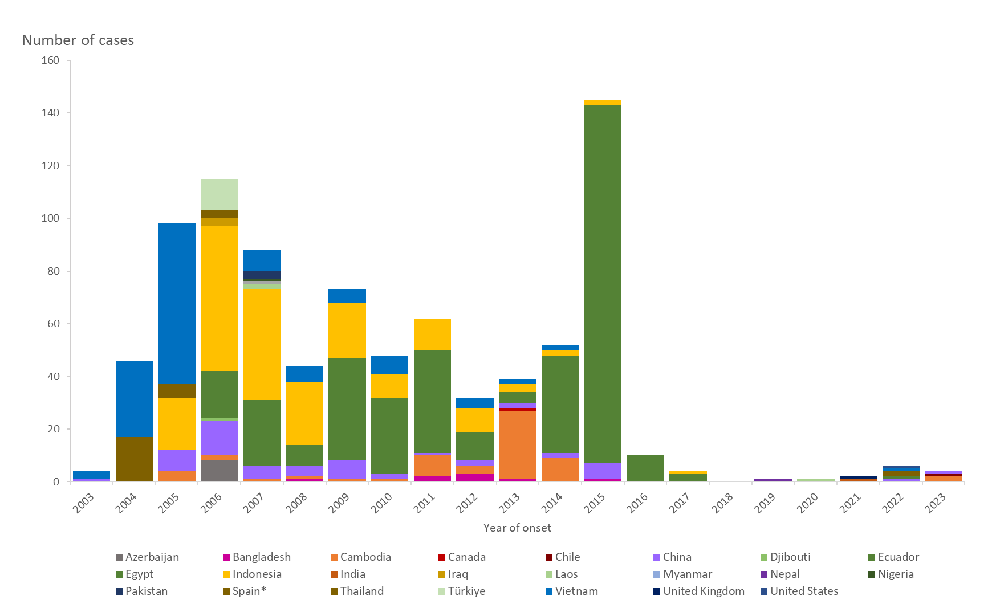 Number of cases
160
140
120
100
80
60
40
20
0
2003 2004 2005 2006 2007 2008 2009 2010 2011 2012 2013 2014 2015 2016 2017 2018 2019 2020 2021 2022 2023
Year of onset
Azerbaijan Bangladesh Cambodia Canada Chile China Djibouti Ecuador
Egypt Indonesia India Iraq Laos Myanmar Nepal Nigeria
Pakistan Spain* Thailand Türkiye Vietnam United Kingdom United States